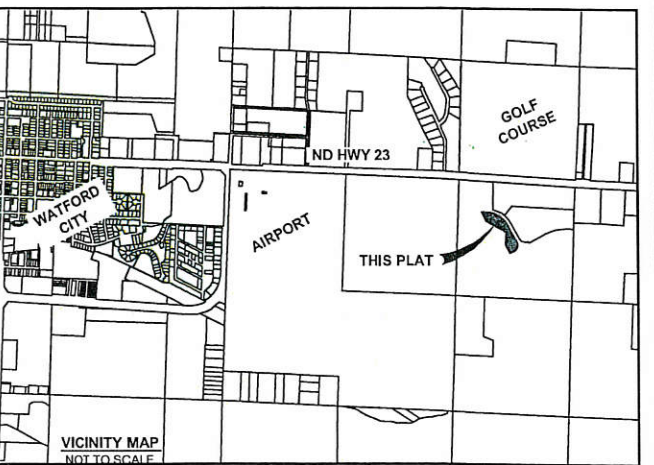 GOLF
COURSE
ND HWY 23
WATFORD
CITY
AIRPORT
THIS PLAT
VICINITY MAP
NOT TO SCALE